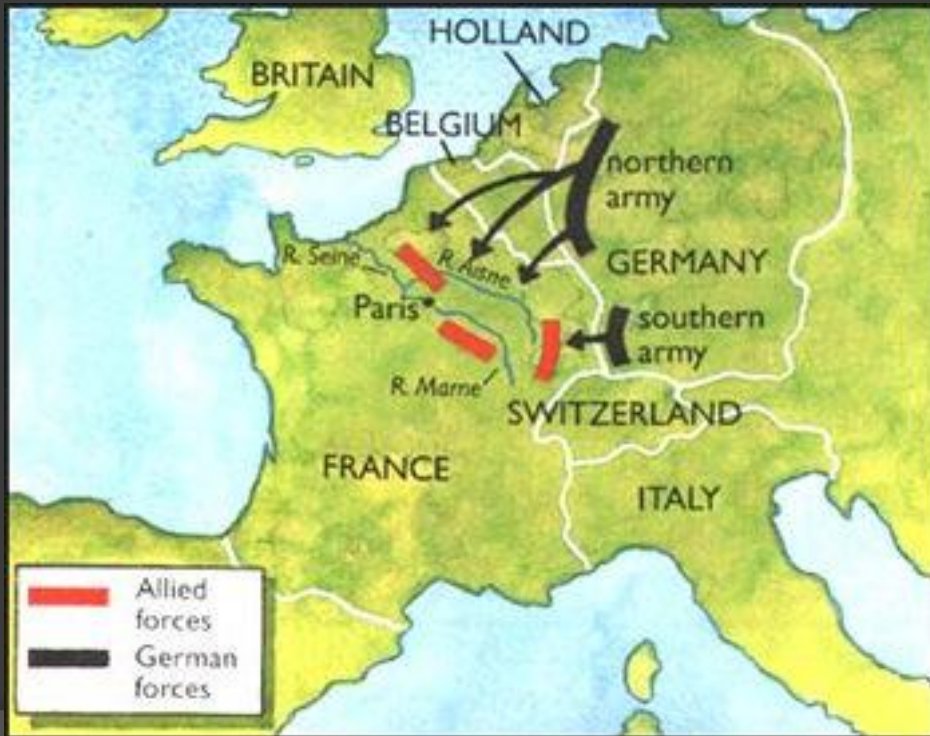 HOLLAND
BRITAIN
BELGIUM
northern
army
R. Seine
R. Aisne
GERMANY
Paris
southern
army
R. Marne
SWITZERLAND
FRANCE
ITALY
Allied
forces
German
forces